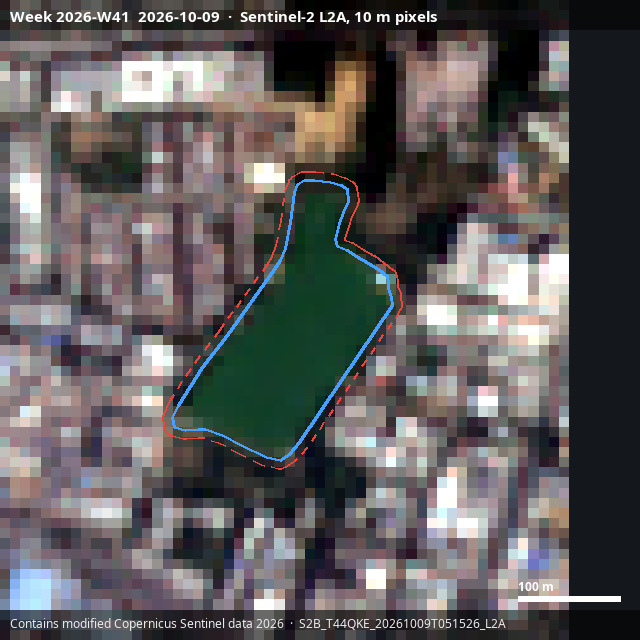 Week 2026-W41  2026-10-09  ·  Sentinel-2 L2A, 10 m pixels
100 m
Contains modified Copernicus Sentinel data 2026  ·  S2B_T44QKE_20261009T051526_L2A